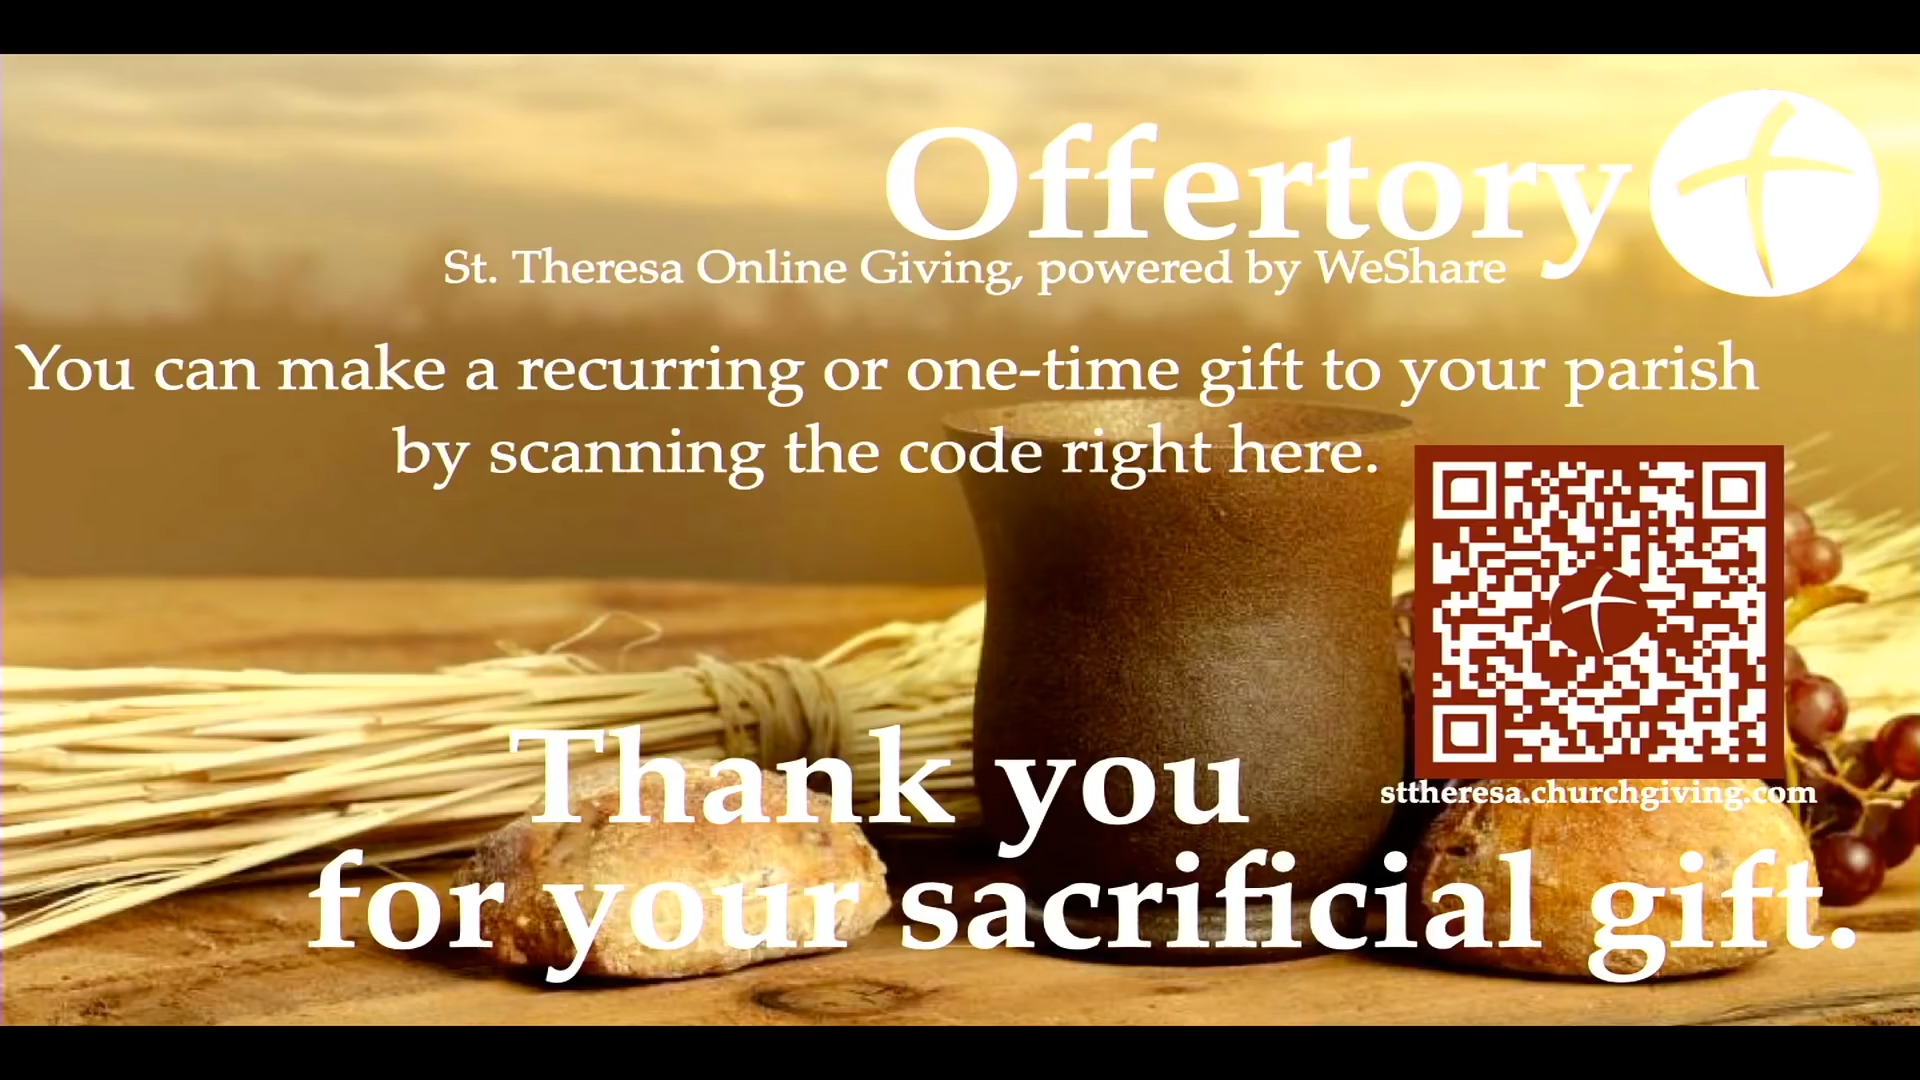 Offertory
St. Theresa Online Giving, powered by WeShare
You can make a recurring or one-time gift to your parish
by scanning the code right here.
sttheresa.churchgiving.com
Thank you
for your sacrificial gift.